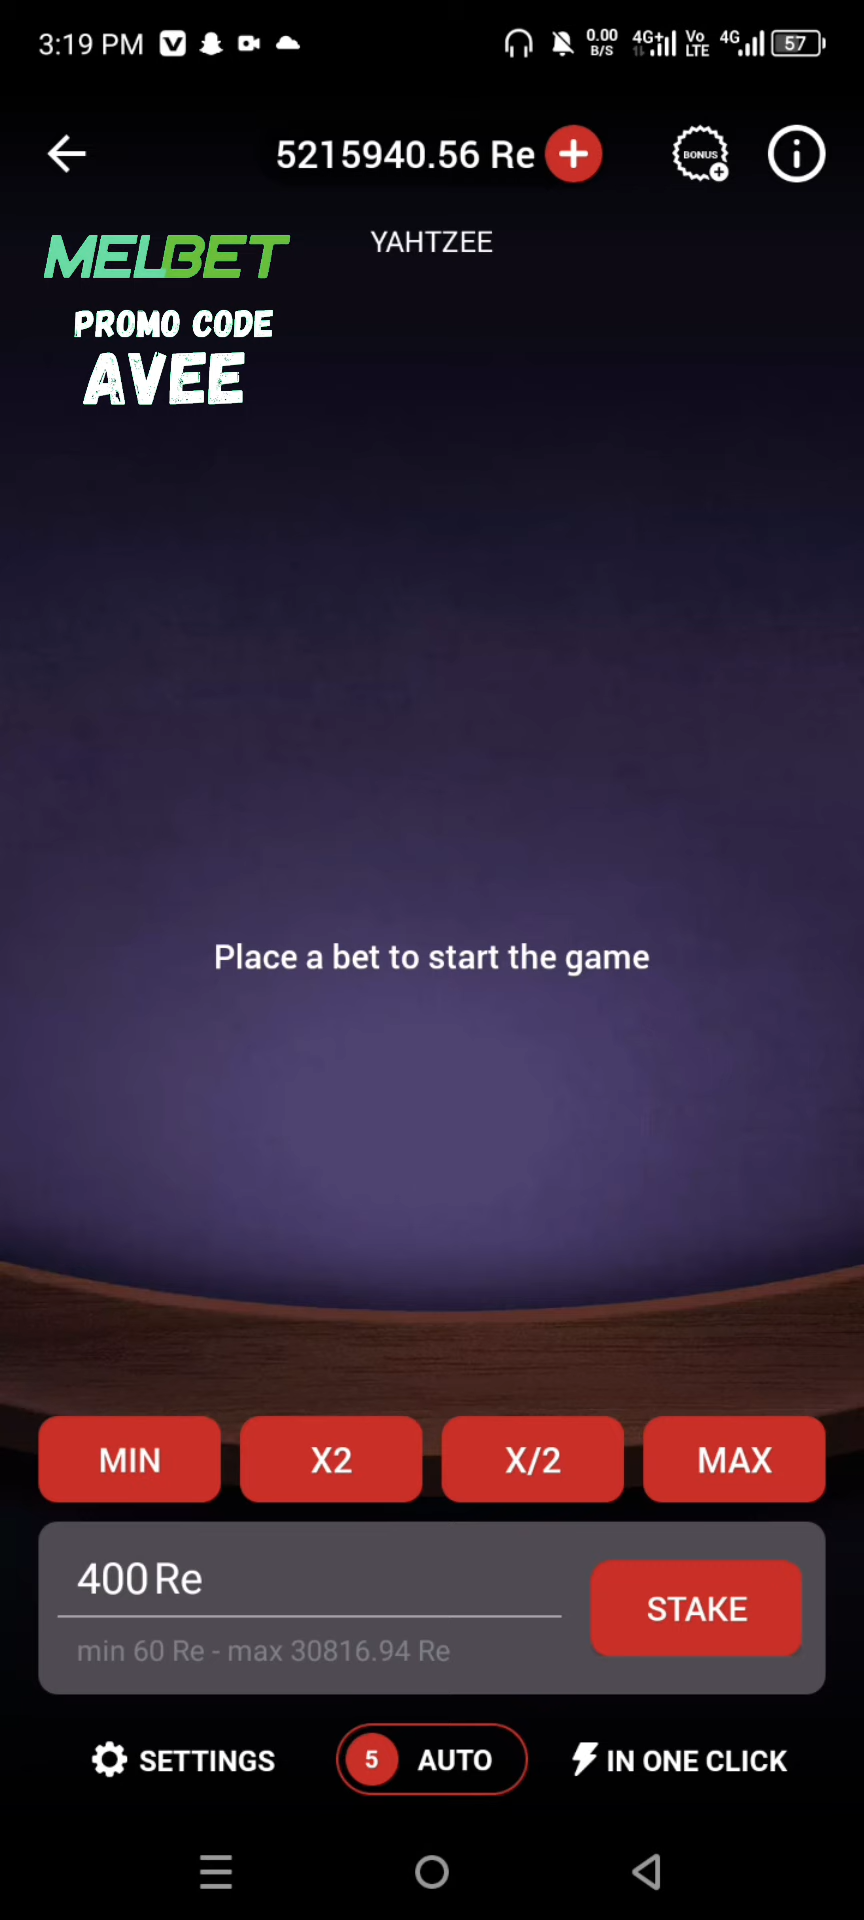 3:19 PM
0.00
B/S
4G+
Vo
LTE
4G
57
5215940.56 Re
BONUS
MELBET
YAHTZEE
PROMO CODE
AVEE
Place a bet to start the game
MIN
X2
X/2
MAX
400 Re
STAKE
min 60 Re - max 30816.94 Re
SETTINGS
5 AUTO
IN ONE CLICK